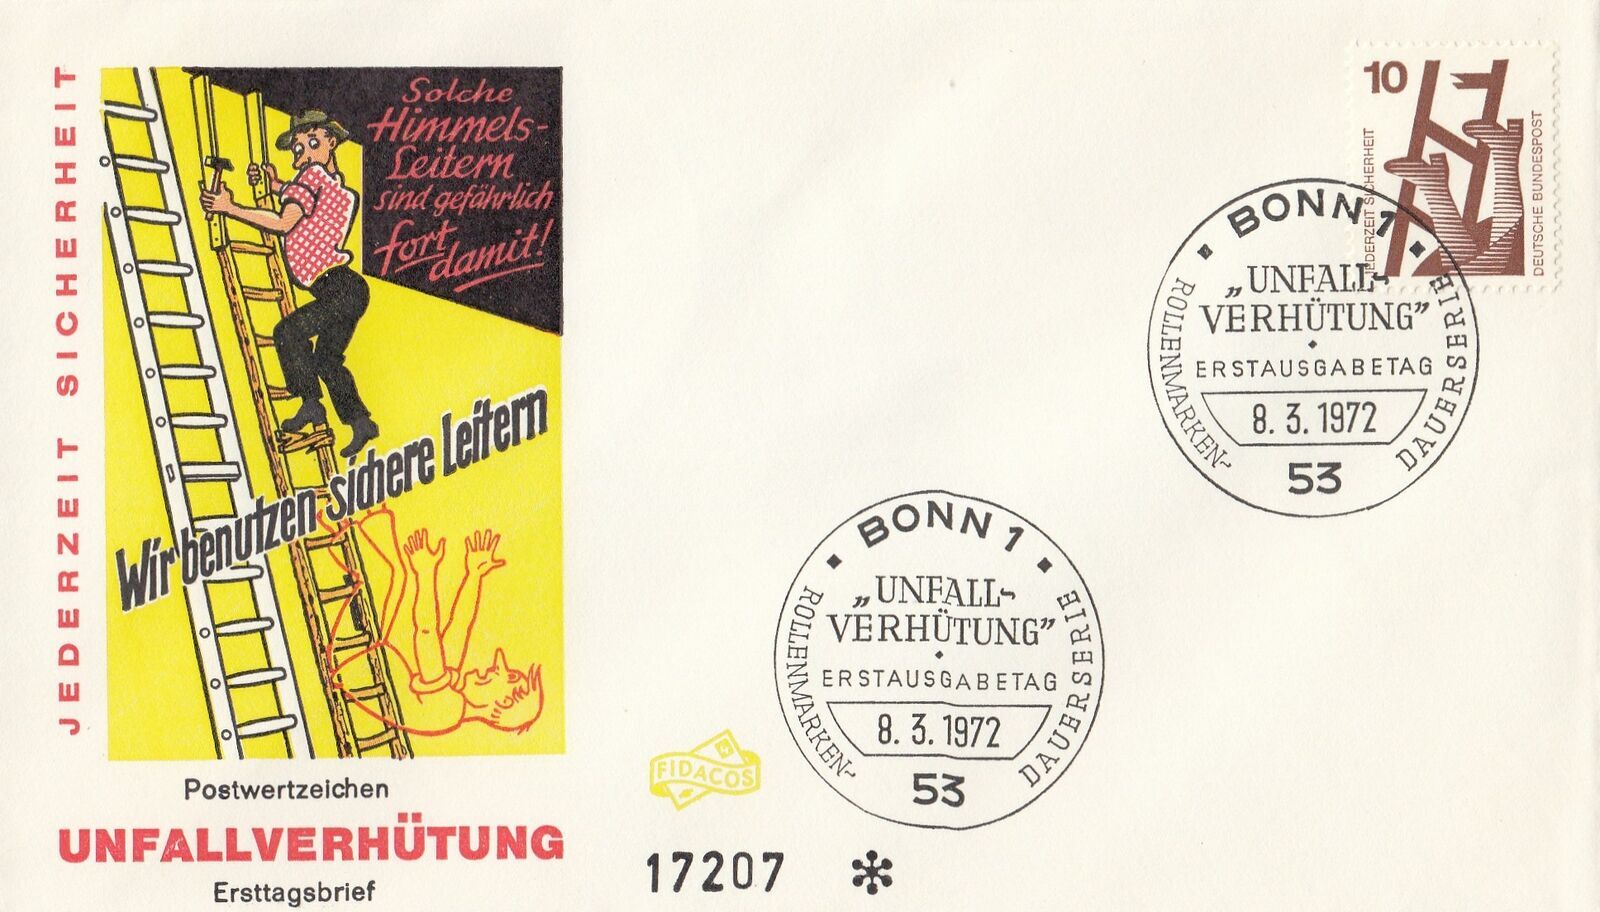 JEDERZEIT SICHERHEIT
Solche
Himmels-
Leitern
sind gefährlich
fort
damit!
Wir benutzen sichere Leitern
Postwertzeichen
UNFALLVERHÜTUNG
Ersttagsbrief
FIDACOS
17207
BONN 1
„UNFALL-
VERHÜTUNG”
ERSTAUSGABETAG
8.3.1972
53
ROLLENMARKEN-
DAUERSERIE
10
JEDERZEIT SICHERHEIT
DEUTSCHE BUNDESPOST
BONN 1
„UNFALL-
VERHÜTUNG”
ERSTAUSGABETAG
8.3.1972
53
ROLLENMARKEN-
DAUERSERIE